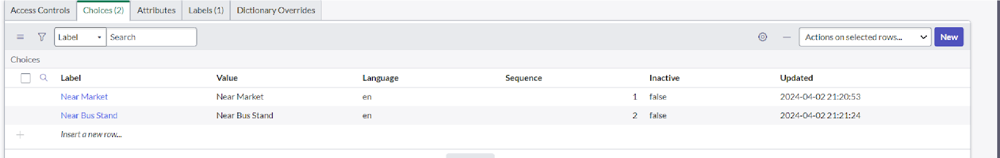 Access Controls Choices (2) Attributes Labels (1) Dictionary Overrides
Label Search Actions on selected rows... New
Choices
Label Value Language Sequence Inactive Updated
Near Market Near Market en 1 false 2024-04-02 21:20:53
Near Bus Stand Near Bus Stand en 2 false 2024-04-02 21:21:24
Insert a new row...